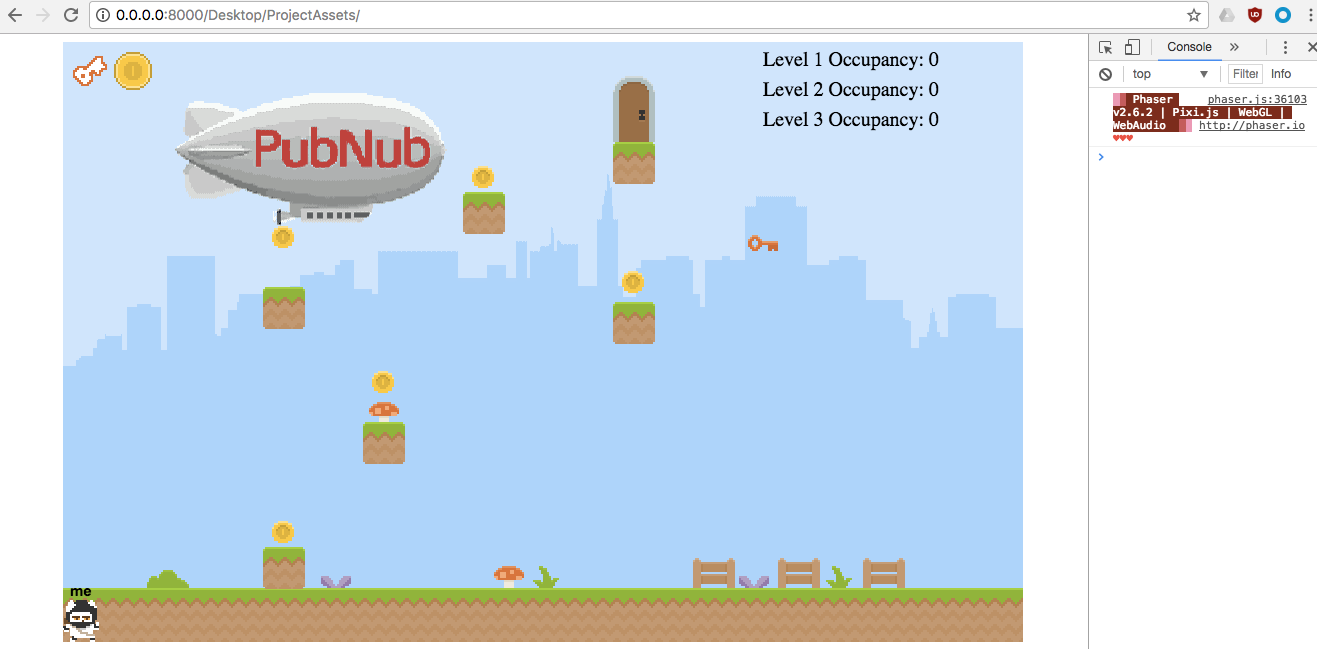 0.0.0.0:8000/Desktop/ProjectAssets/
Console
top
Filter
Info
Phaser phaser.js:36103
v2.6.2 | Pixi.js | WebGL |
WebAudio http://phaser.io
♥♥♥
Level 1 Occupancy: 0
Level 2 Occupancy: 0
Level 3 Occupancy: 0
PubNub
me